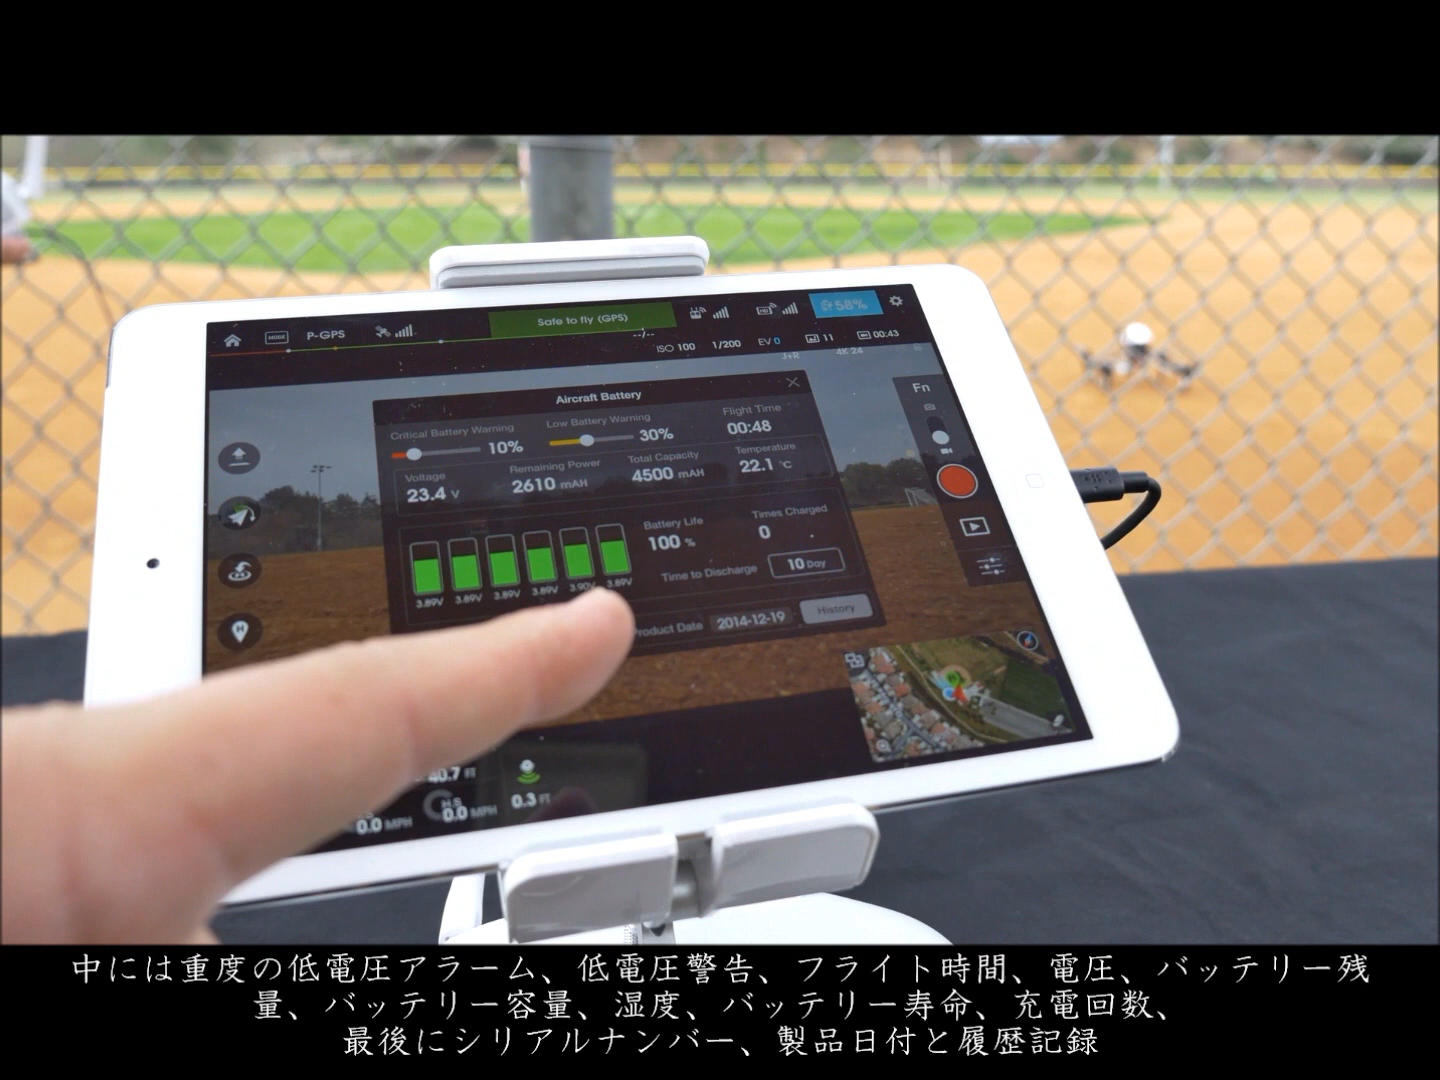 MODE P-GPS Safe to fly (GPS) 58%
--/--
ISO 100 1/200 EV 0 11 00:43
J+R 4K 24
Aircraft Battery
Fn
Critical Battery Warning Low Battery Warning Flight Time
10% 30% 00:48
Voltage Remaining Power Total Capacity Temperature
23.4 V 2610 mAH 4500 mAH 22.1 °C
Battery Life Times Charged
100 % 0
Time to Discharge 10 Day
3.89V 3.89V 3.89V 3.89V 3.90V 3.89V
Product Date 2014-12-19 History
H
40.7 FT
H.S
0.0 MPH 0.0 MPH 0.3 FT
中には重度の低電圧アラーム、低電圧警告、フライト時間、電圧、バッテリー残
量、バッテリー容量、湿度、バッテリー寿命、充電回数、
最後にシリアルナンバー、製品日付と履歴記録